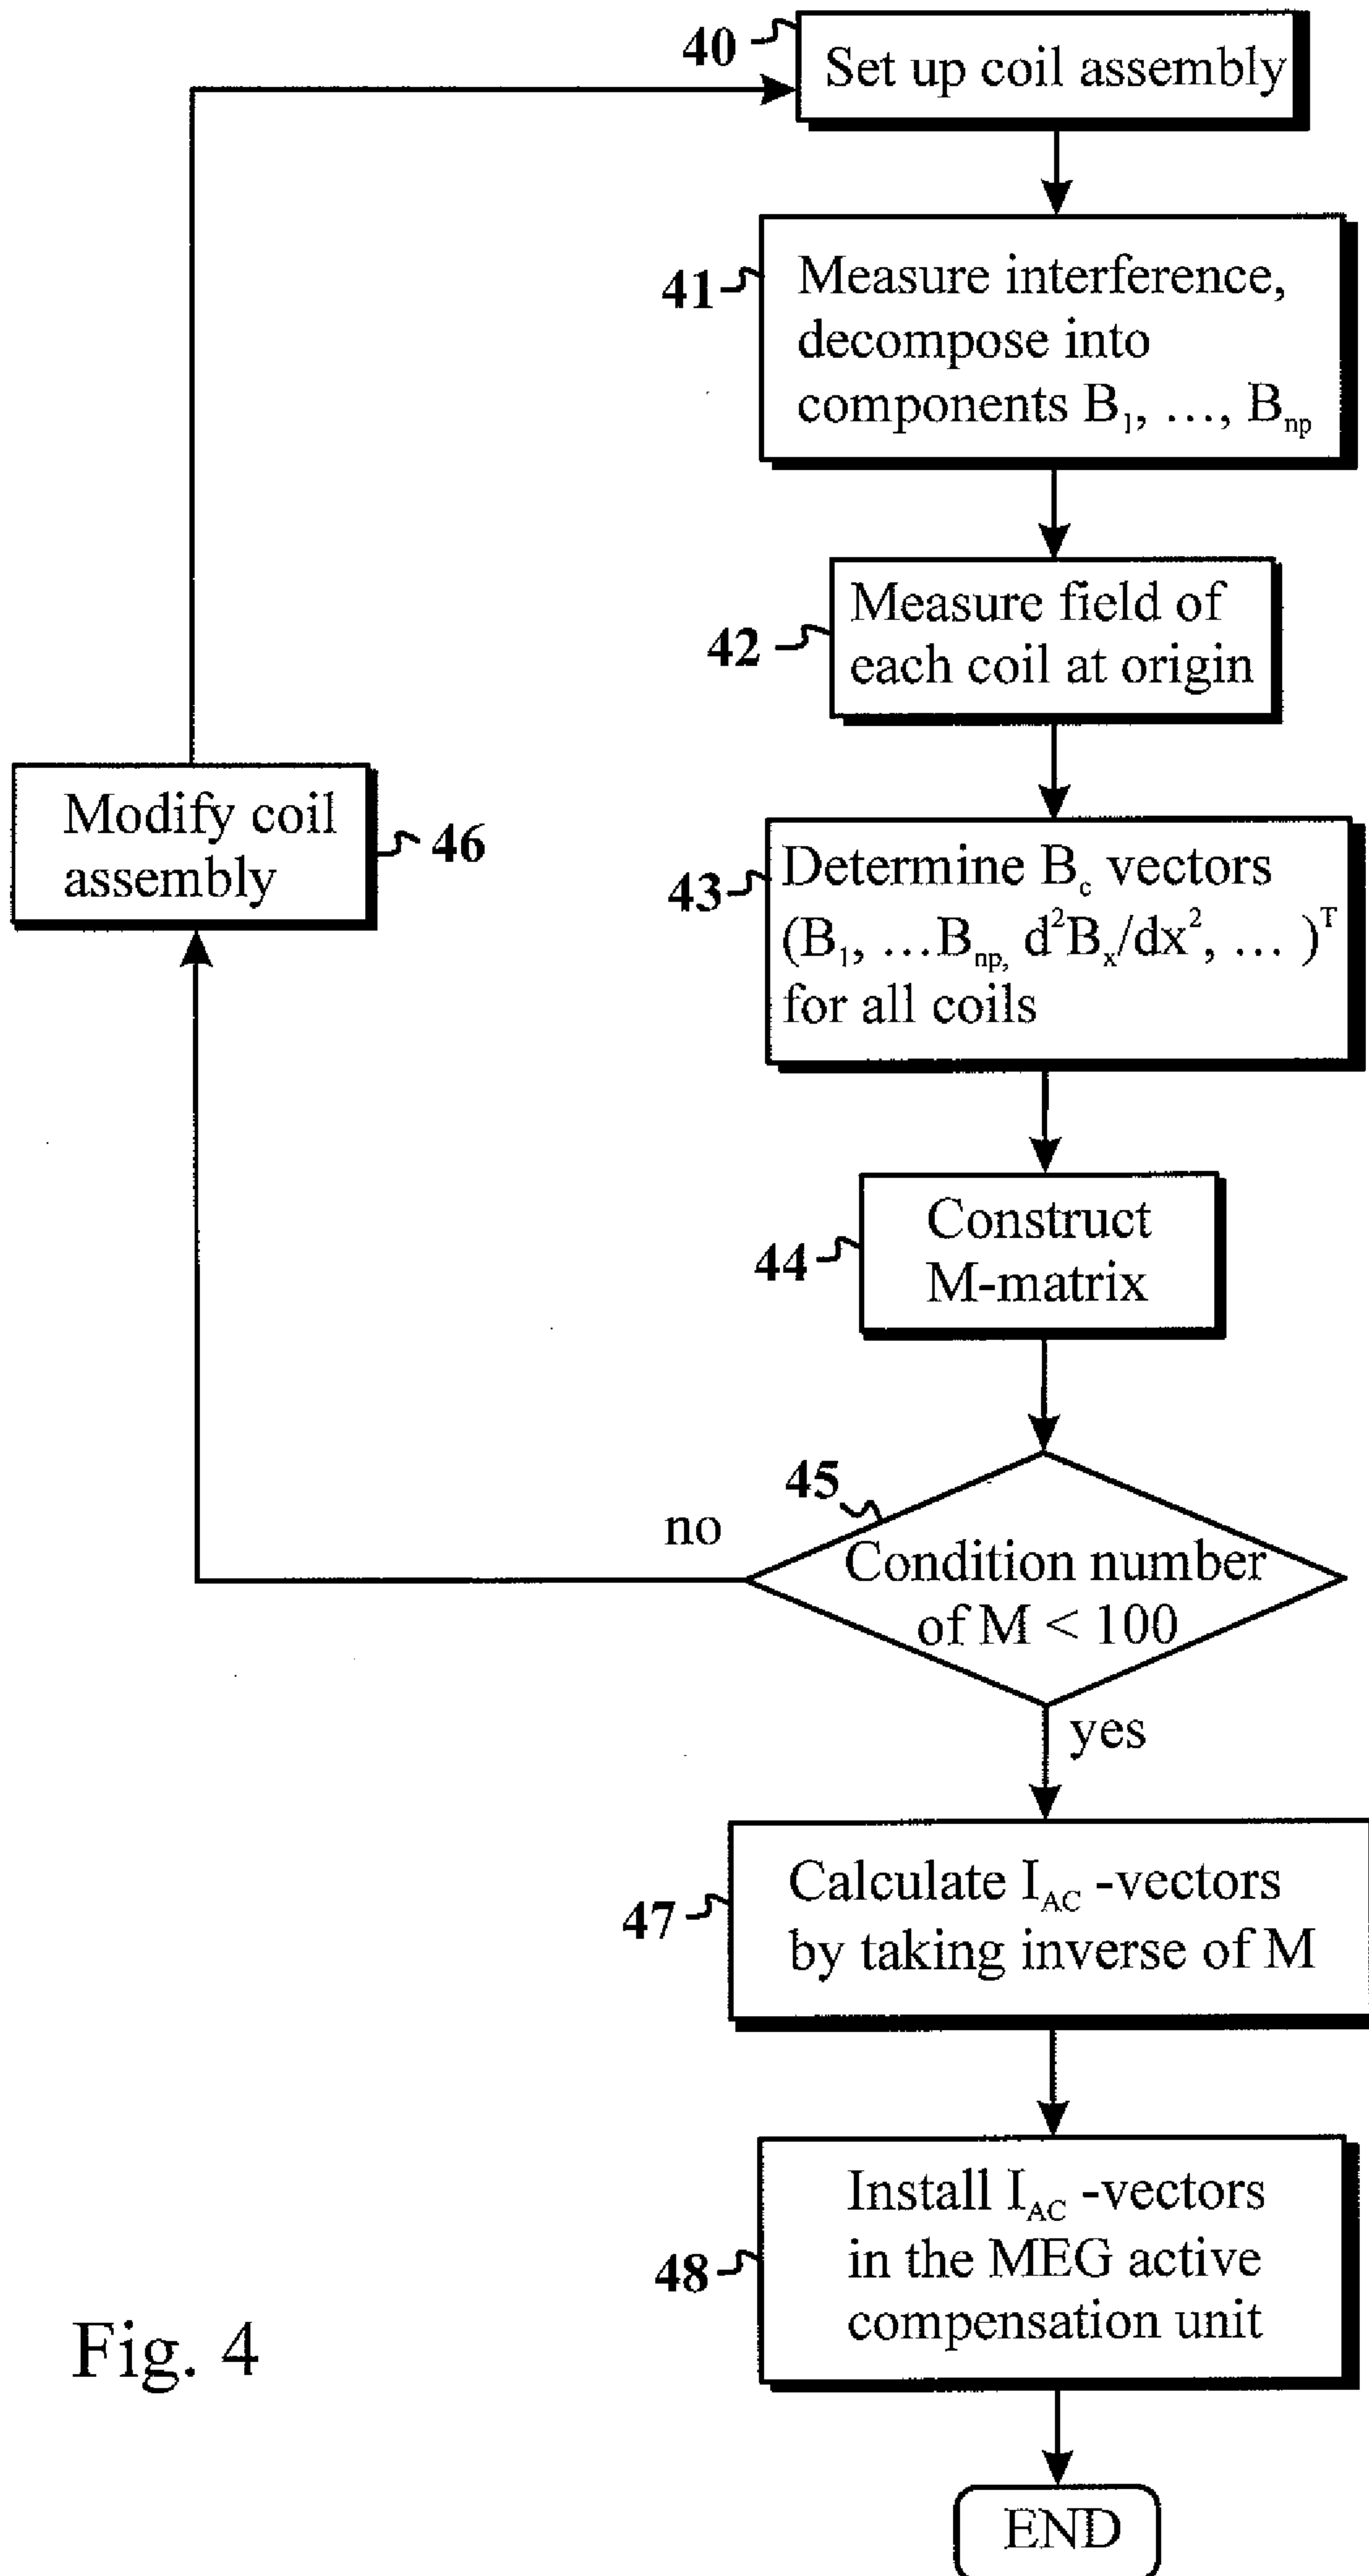 40
Set up coil assembly
41
Measure interference,
decompose into
components B₁, …, Bₙₚ
42
Measure field of
each coil at origin
43
Determine B꜀ vectors
(B₁, …Bₙₚ, d²Bₓ/dx², … )ᵀ
for all coils
Modify coil
assembly
46
44
Construct
M-matrix
45
no
Condition number
of M < 100
yes
47
Calculate I_AC -vectors
by taking inverse of M
48
Install I_AC -vectors
in the MEG active
compensation unit
Fig. 4
END